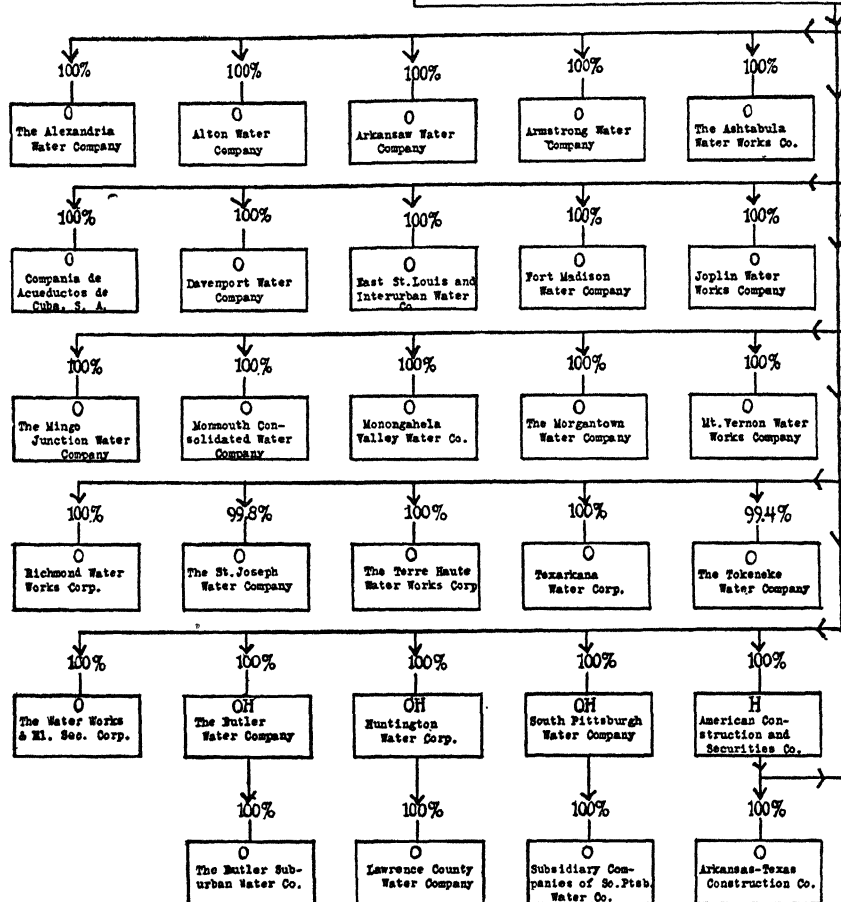 100% 100% 100% 100% 100%
O O O O O
The Alexandria
Water Company
Alton Water
Company
Arkansaw Water
Company
Armstrong Water
Company
The Ashtabula
Water Works Co.
100% 100% 100% 100% 100%
O O O O O
Compania de
Acueductos de
Cuba, S. A.
Davenport Water
Company
East St.Louis and
Interurban Water
Co.
Fort Madison
Water Company
Joplin Water
Works Company
100% 100% 100% 100% 100%
O O O O O
The Mingo
Junction Water
Company
Monmouth Con-
solidated Water
Company
Monongahela
Valley Water Co.
The Morgantown
Water Company
Mt.Vernon Water
Works Company
100% 99.8% 100% 100% 99.4%
O O O O O
Richmond Water
Works Corp.
The St.Joseph
Water Company
The Terre Haute
Water Works Corp
Texarkana
Water Corp.
The Tokeneke
Water Company
100% 100% 100% 100% 100%
O OH OH OH H
The Water Works
& El. Sec. Corp.
The Butler
Water Company
Huntington
Water Corp.
South Pittsburgh
Water Company
American Con-
struction and
Securities Co.
100% 100% 100% 100%
O O O O
The Butler Sub-
urban Water Co.
Lawrence County
Water Company
Subsidiary Com-
panies of So.Ptsb.
Water Co.
Arkansas-Texas
Construction Co.